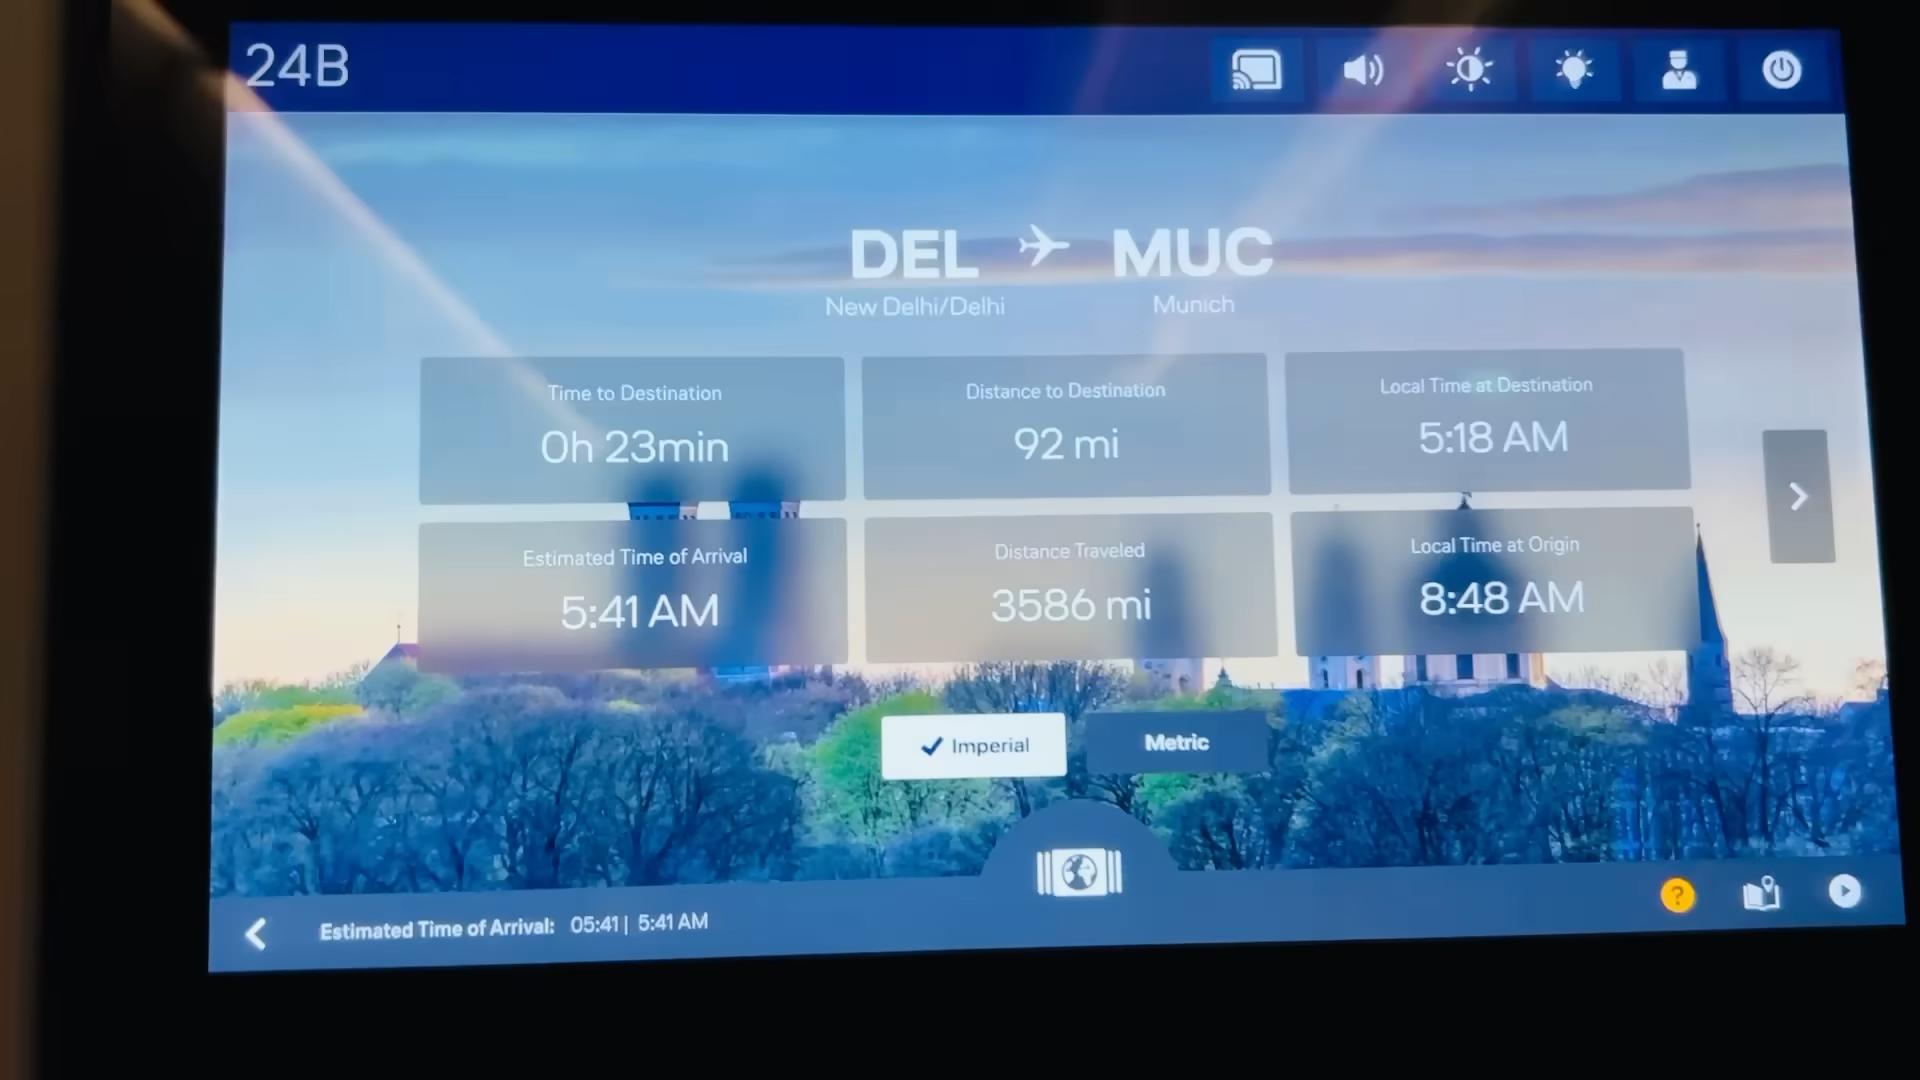 24B
DEL MUC
New Delhi/Delhi Munich
Time to Destination
0h 23min
Distance to Destination
92 mi
Local Time at Destination
5:18 AM
Estimated Time of Arrival
5:41 AM
Distance Traveled
3586 mi
Local Time at Origin
8:48 AM
Imperial Metric
Estimated Time of Arrival: 05:41 | 5:41 AM
?